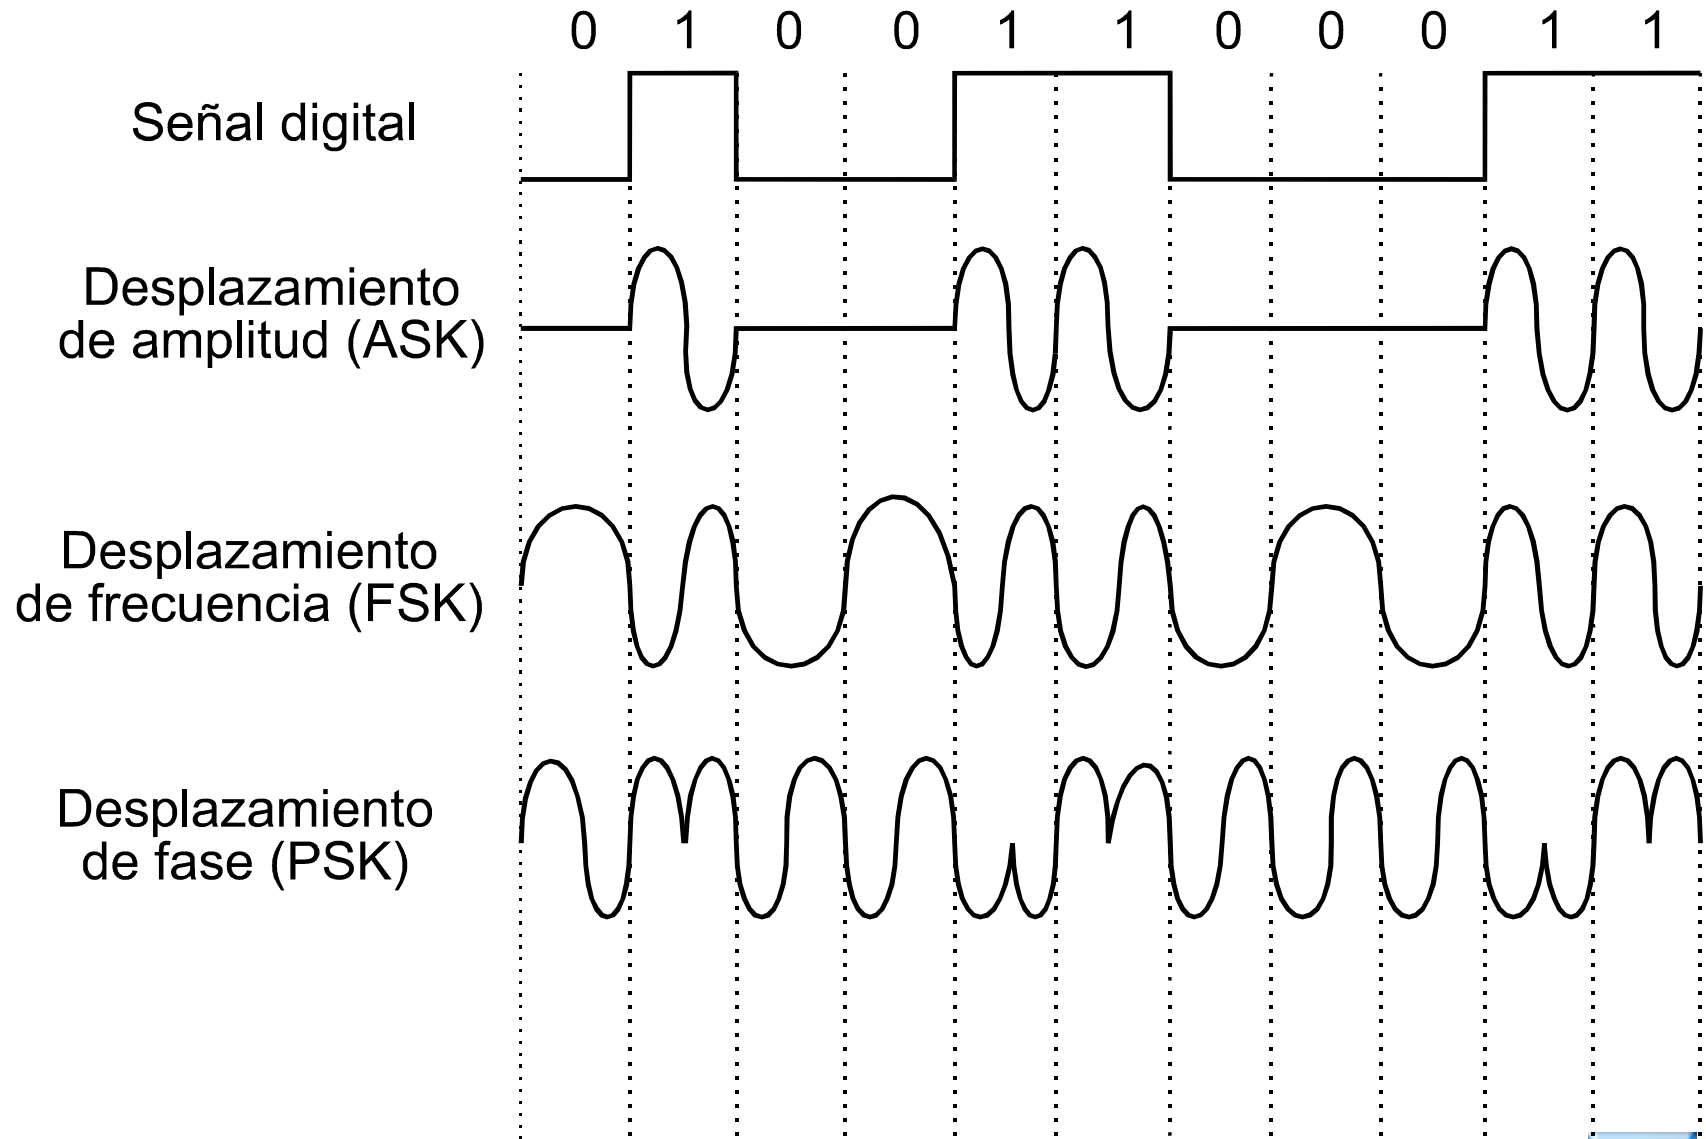 0 1 0 0 1 1 0 0 0 1 1
Señal digital
Desplazamiento
de amplitud (ASK)
Desplazamiento
de frecuencia (FSK)
Desplazamiento
de fase (PSK)